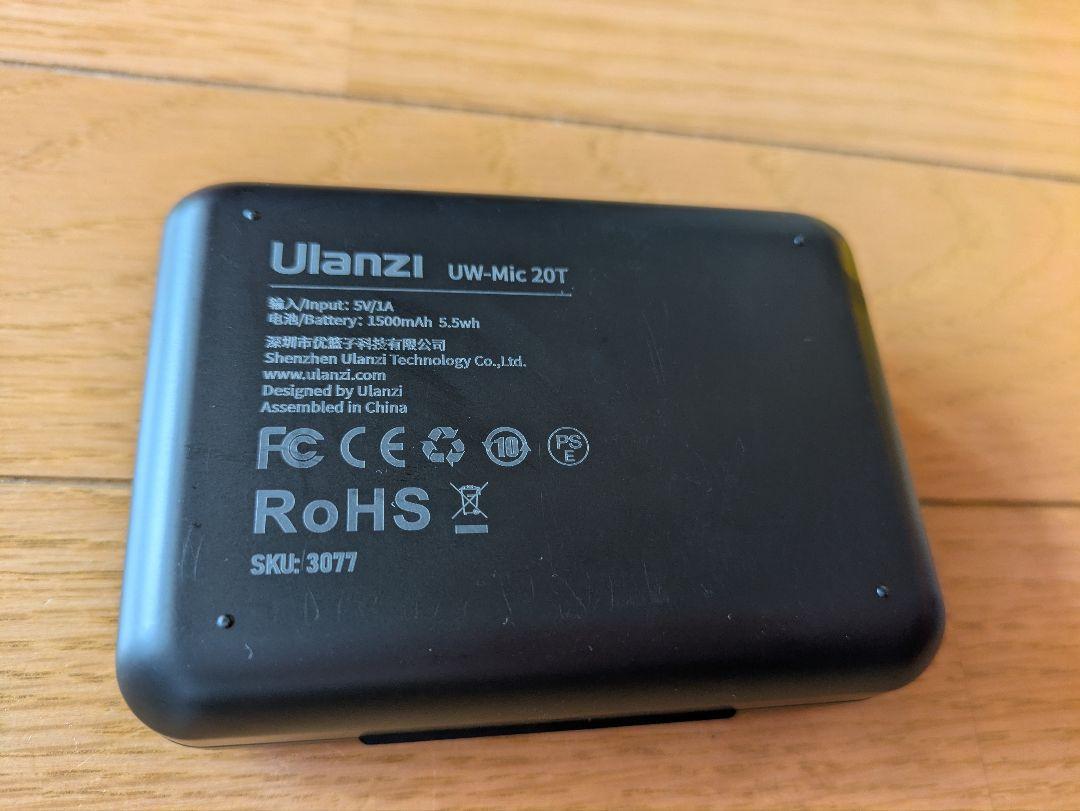 Ulanzi UW-Mic 20T
输入/Input: 5V/1A
电池/Battery: 1500mAh 5.5wh
深圳市优篮子科技有限公司
Shenzhen Ulanzi Technology Co.,Ltd.
www.ulanzi.com
Designed by Ulanzi
Assembled in China
FC CE 10 PSE
RoHS
SKU: 3077